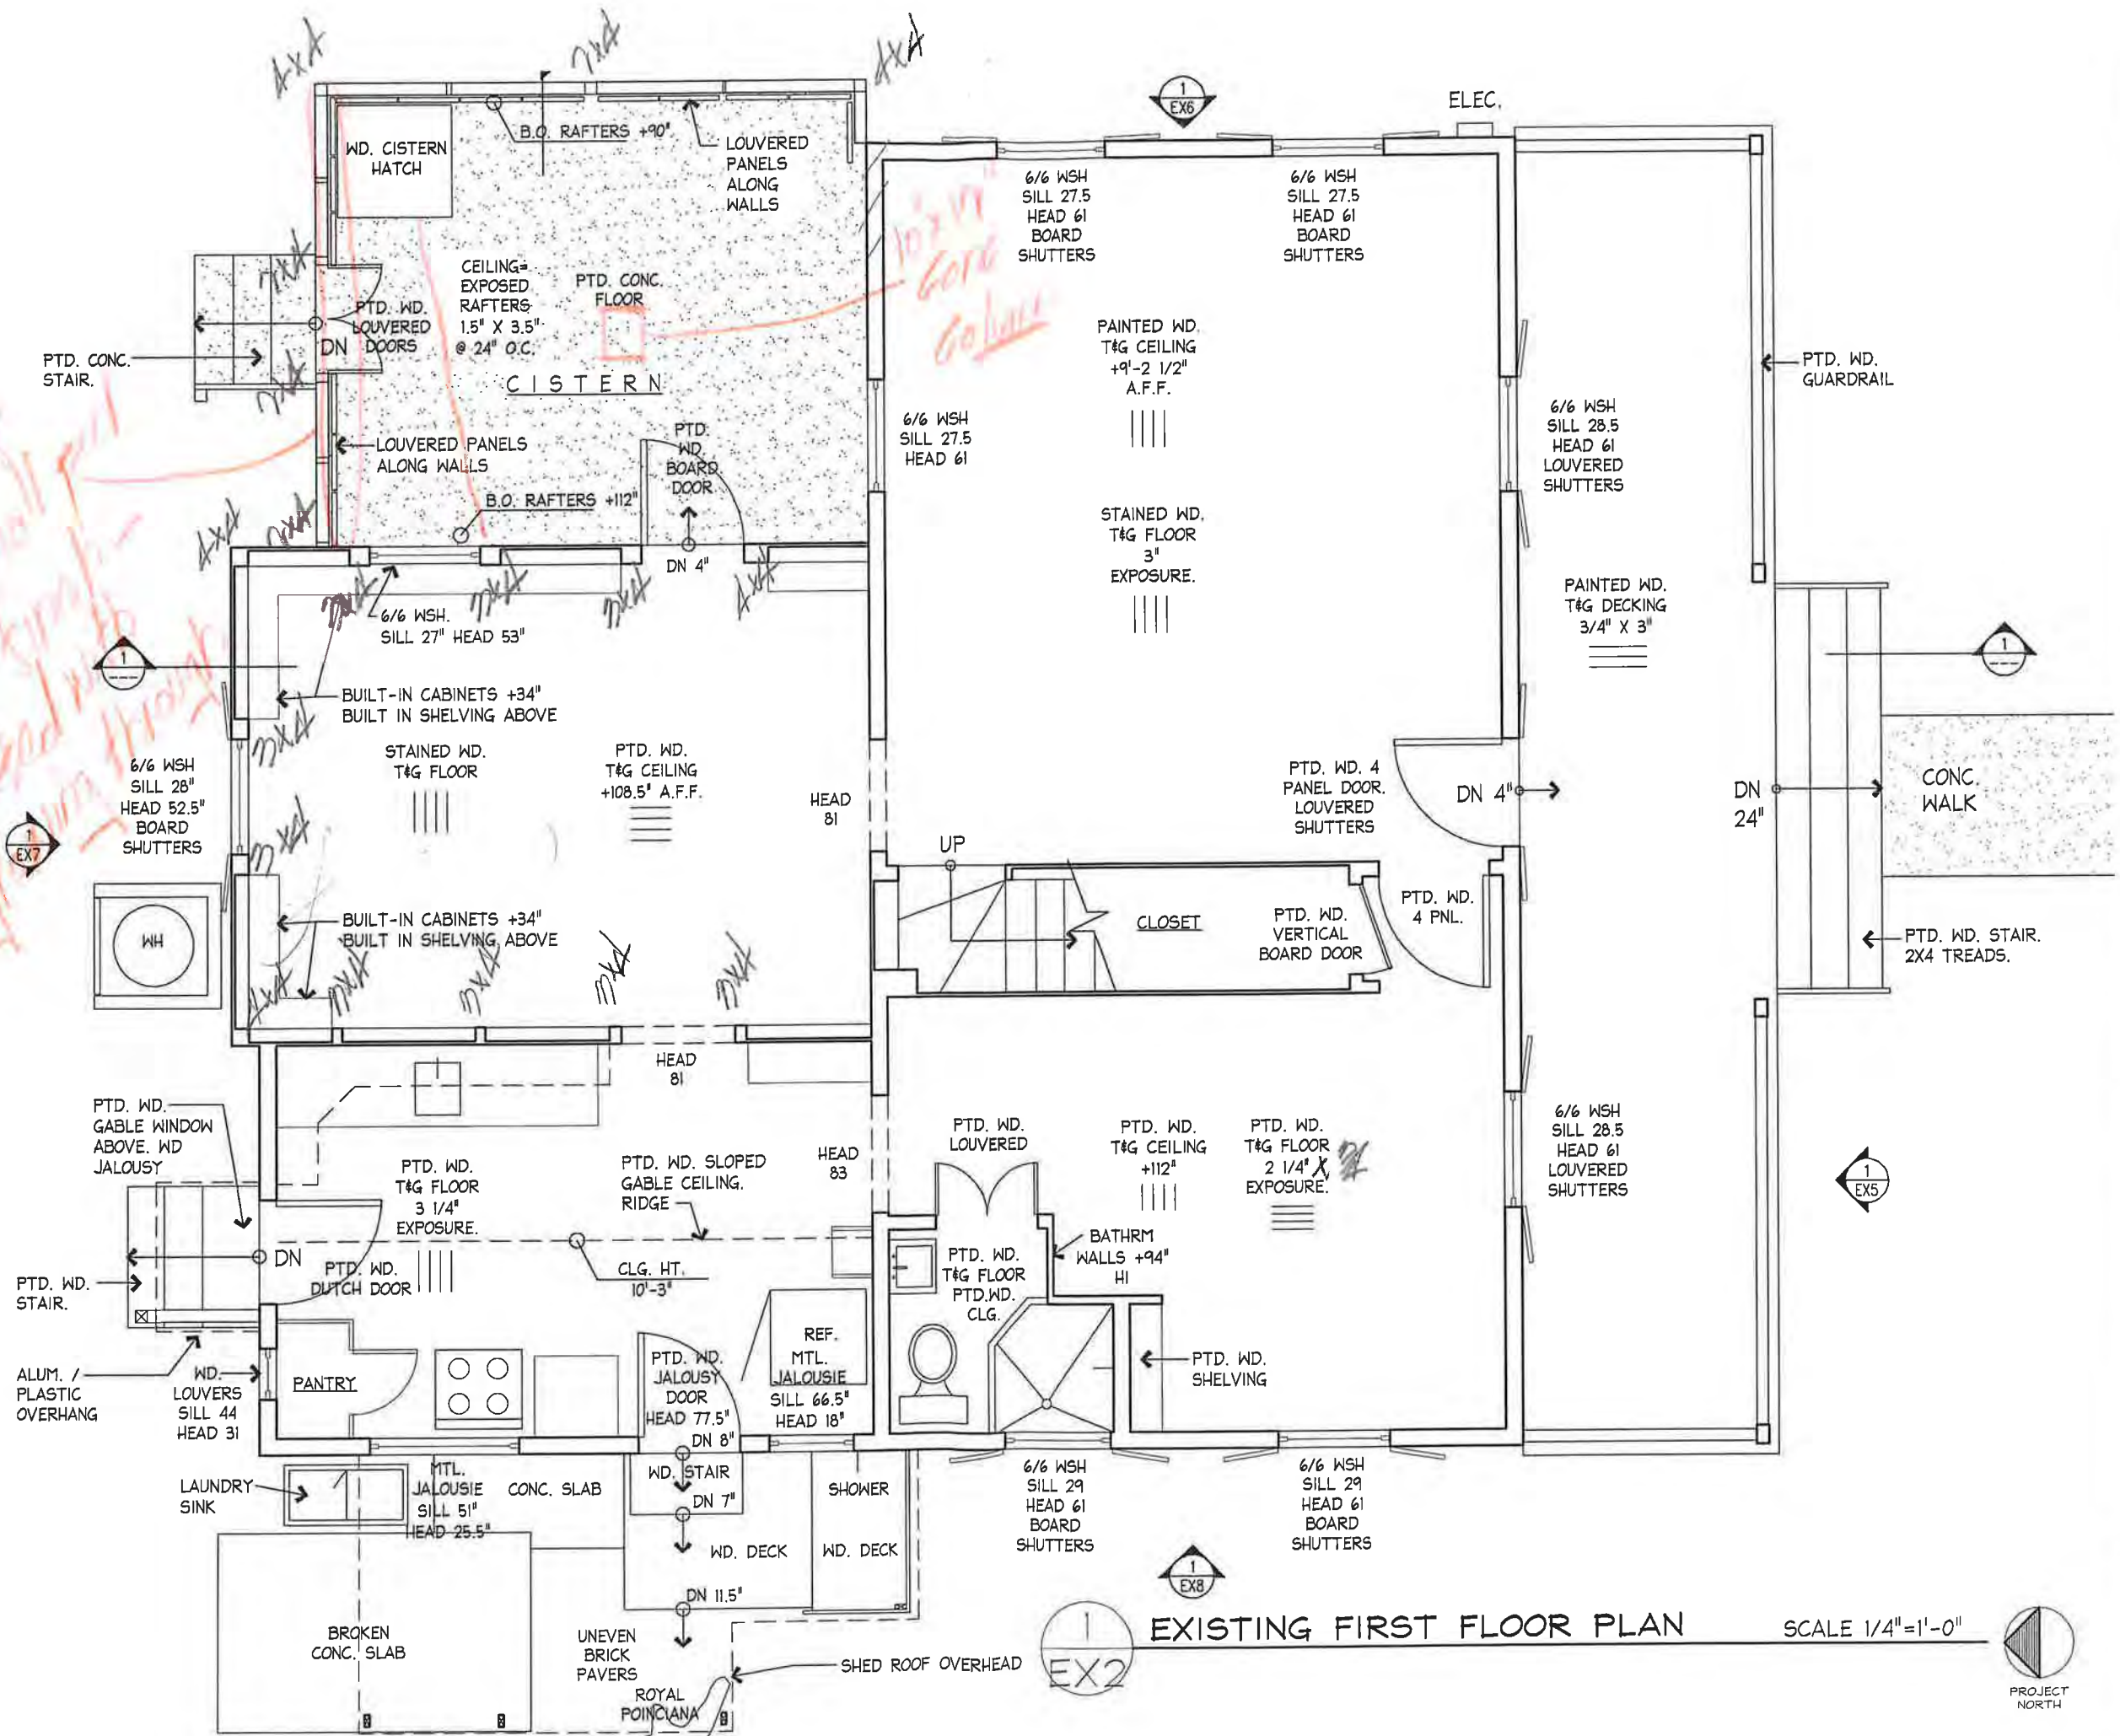 4x4
4x4
1
EX6
ELEC.
B.O. RAFTERS +90"
WD. CISTERN
HATCH
LOUVERED
PANELS
ALONG
WALLS
6/6 WSH
SILL 27.5
HEAD 61
BOARD
SHUTTERS
6/6 WSH
SILL 27.5
HEAD 61
BOARD
SHUTTERS
CEILING=
EXPOSED
RAFTERS
1.5" X 3.5"
@ 24" O.C.
PTD. CONC.
FLOOR
PTD. WD.
LOUVERED
DOORS
DN
PTD. CONC.
STAIR.
CISTERN
PAINTED WD.
T&G CEILING
+9'-2 1/2"
A.F.F.
PTD. WD.
GUARDRAIL
6/6 WSH
SILL 27.5
HEAD 61
6/6 WSH
SILL 28.5
HEAD 61
LOUVERED
SHUTTERS
LOUVERED PANELS
ALONG WALLS
PTD.
WD.
BOARD
DOOR
B.O. RAFTERS +112"
STAINED WD.
T&G FLOOR
3"
EXPOSURE.
4x4
DN 4"
4x4
6/6 WSH.
SILL 27" HEAD 53"
PAINTED WD.
T&G DECKING
3/4" X 3"
1
1
BUILT-IN CABINETS +34"
BUILT IN SHELVING ABOVE
STAINED WD.
T&G FLOOR
PTD. WD.
T&G CEILING
+108.5" A.F.F.
6/6 WSH
SILL 28"
HEAD 52.5"
BOARD
SHUTTERS
1
EX7
HEAD
81
PTD. WD. 4
PANEL DOOR.
LOUVERED
SHUTTERS
DN 4"
DN
24"
CONC.
WALK
UP
WH
BUILT-IN CABINETS +34"
BUILT IN SHELVING ABOVE
CLOSET
PTD. WD.
VERTICAL
BOARD DOOR
PTD. WD.
4 PNL.
PTD. WD. STAIR.
2X4 TREADS.
HEAD
81
PTD. WD.
GABLE WINDOW
ABOVE. WD
JALOUSY
PTD. WD.
T&G FLOOR
3 1/4"
EXPOSURE.
PTD. WD. SLOPED
GABLE CEILING.
RIDGE
HEAD
83
PTD. WD.
LOUVERED
PTD. WD.
T&G CEILING
+112"
PTD. WD.
T&G FLOOR
2 1/4" X
EXPOSURE.
6/6 WSH
SILL 28.5
HEAD 61
LOUVERED
SHUTTERS
1
EX5
DN
PTD. WD.
DUTCH DOOR
CLG. HT.
10'-3"
PTD. WD.
STAIR.
BATHRM
WALLS +94"
HI
PTD. WD.
T&G FLOOR
PTD.WD.
CLG.
ALUM. /
PLASTIC
OVERHANG
WD.
LOUVERS
SILL 44
HEAD 31
PANTRY
PTD. WD.
JALOUSY
DOOR
HEAD 77.5"
REF.
MTL.
JALOUSIE
SILL 66.5"
HEAD 18"
PTD. WD.
SHELVING
DN 8"
LAUNDRY
SINK
MTL.
JALOUSIE
SILL 51"
HEAD 25.5"
CONC. SLAB
WD. STAIR
DN 7"
SHOWER
WD. DECK
WD. DECK
DN 11.5"
6/6 WSH
SILL 29
HEAD 61
BOARD
SHUTTERS
6/6 WSH
SILL 29
HEAD 61
BOARD
SHUTTERS
1
EX8
BROKEN
CONC. SLAB
UNEVEN
BRICK
PAVERS
ROYAL
POINCIANA
SHED ROOF OVERHEAD
1
EX2
EXISTING FIRST FLOOR PLAN
SCALE 1/4"=1'-0"
PROJECT
NORTH